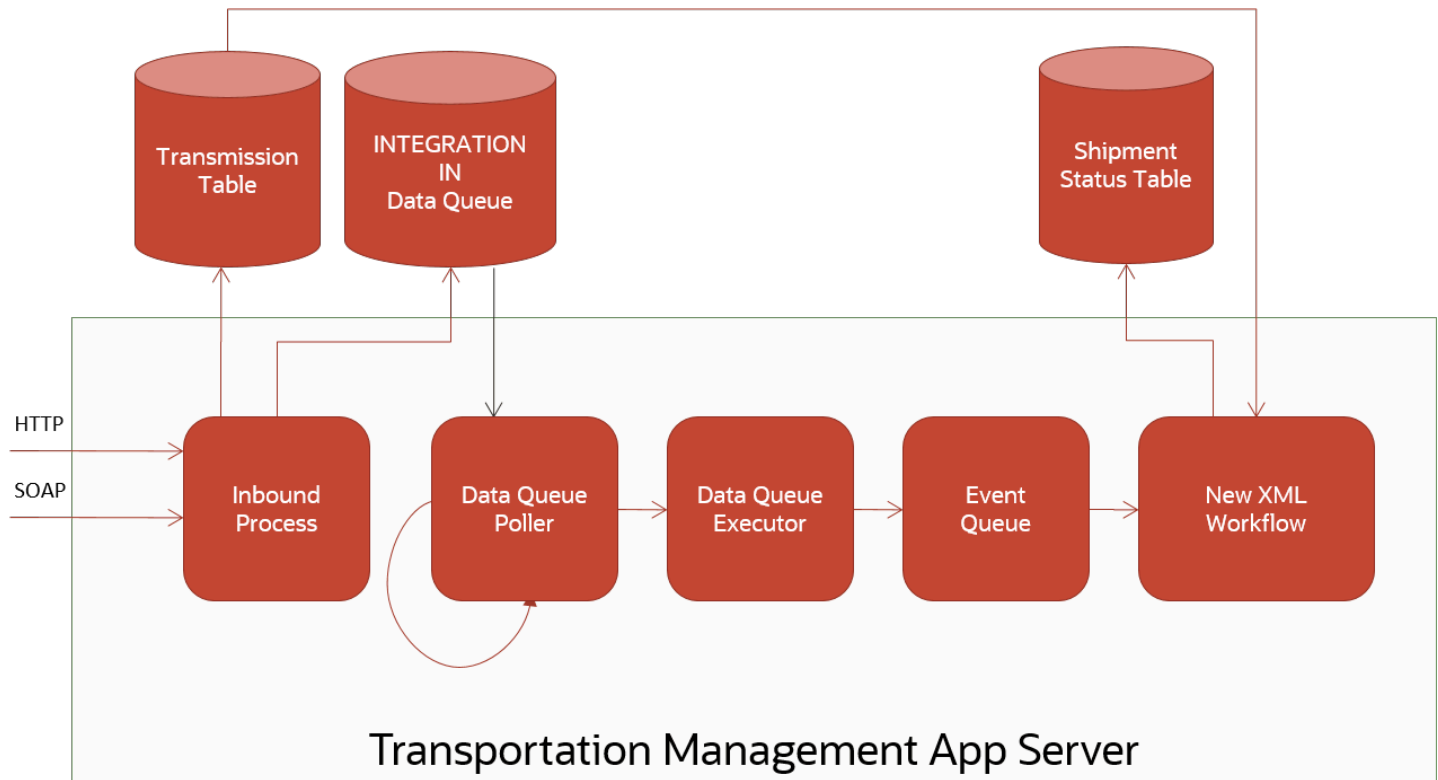 Transmission
Table
INTEGRATION
IN
Data Queue
Shipment
Status Table
HTTP
SOAP
Inbound
Process
Data Queue
Poller
Data Queue
Executor
Event
Queue
New XML
Workflow
Transportation Management App Server